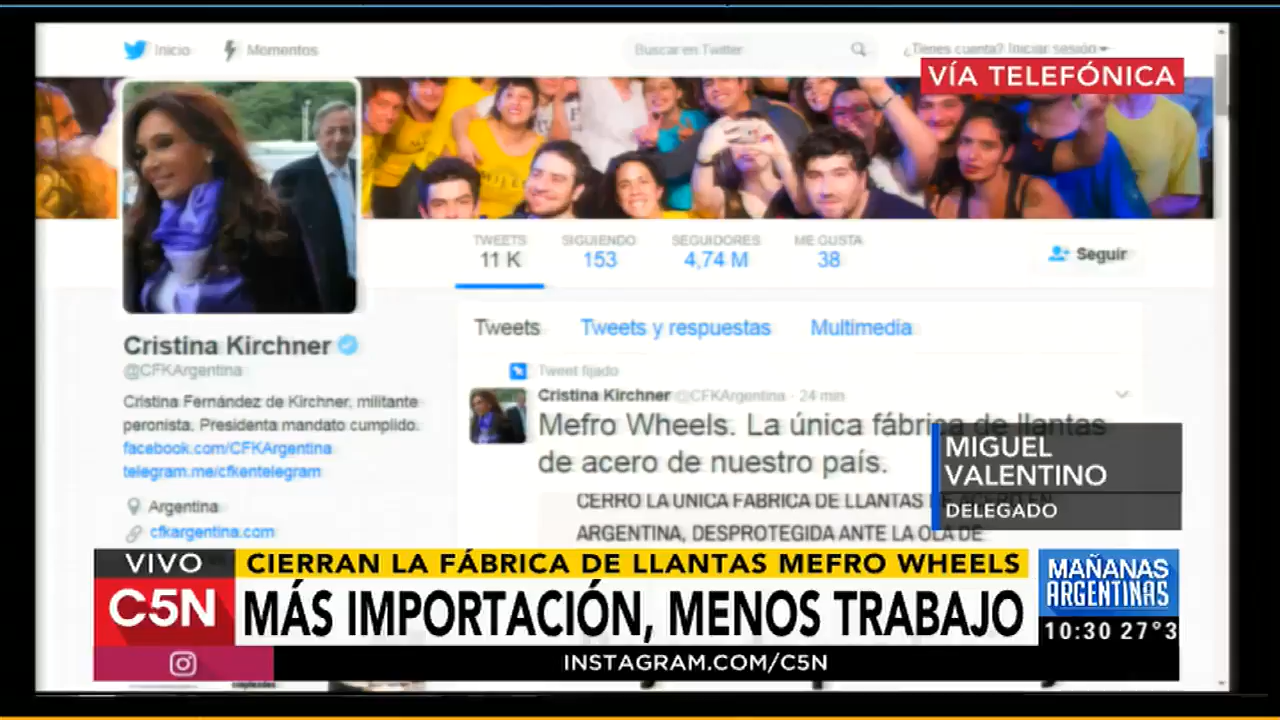 Inicio
Momentos
Buscar en Twitter
¿Tienes cuenta? Iniciar sesión
VÍA TELEFÓNICA
TWEETS
11 K
SIGUIENDO
153
SEGUIDORES
4,74 M
ME GUSTA
38
Seguir
Tweets
Tweets y respuestas
Multimedia
Cristina Kirchner
@CFKArgentina
Cristina Fernández de Kirchner, militante
peronista. Presidenta mandato cumplido.
facebook.com/CFKArgentina
telegram.me/cfkentelegram
Argentina
cfkargentina.com
Tweet fijado
Cristina Kirchner @CFKArgentina · 24 min
Mefro Wheels. La única fábrica de llantas
de acero de nuestro país.
CERRO LA UNICA FABRICA DE LLANTAS DE ACERO EN
ARGENTINA, DESPROTEGIDA ANTE LA OLA DE
MIGUEL
VALENTINO
DELEGADO
VIVO
CIERRAN LA FÁBRICA DE LLANTAS MEFRO WHEELS
C5N
MÁS IMPORTACIÓN, MENOS TRABAJO
MAÑANAS
ARGENTINAS
10:30 27°3
INSTAGRAM.COM/C5N